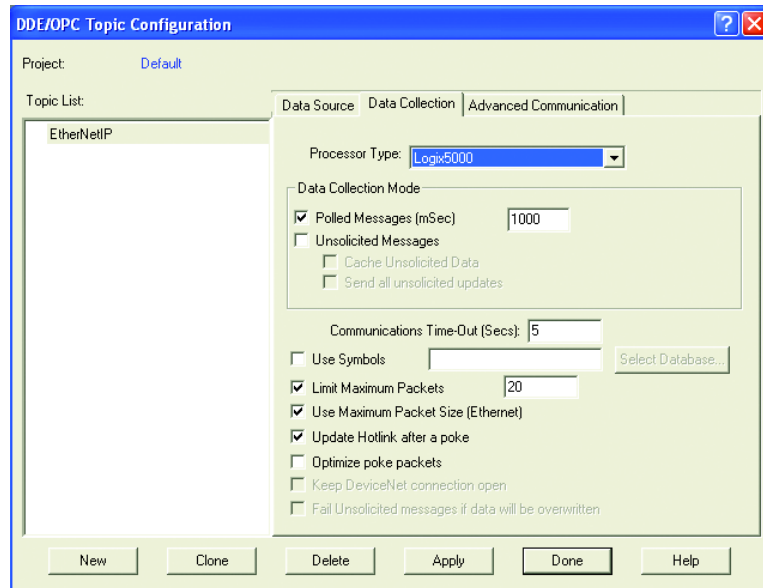 DDE/OPC Topic Configuration
Project: Default
Topic List:
EtherNetIP
Data Source Data Collection Advanced Communication
Processor Type: Logix5000
Data Collection Mode
Polled Messages (mSec) 1000
Unsolicited Messages
Cache Unsolicited Data
Send all unsolicited updates
Communications Time-Out (Secs): 5
Use Symbols Select Database...
Limit Maximum Packets 20
Use Maximum Packet Size (Ethernet)
Update Hotlink after a poke
Optimize poke packets
Keep DeviceNet connection open
Fail Unsolicited messages if data will be overwritten
New Clone Delete Apply Done Help